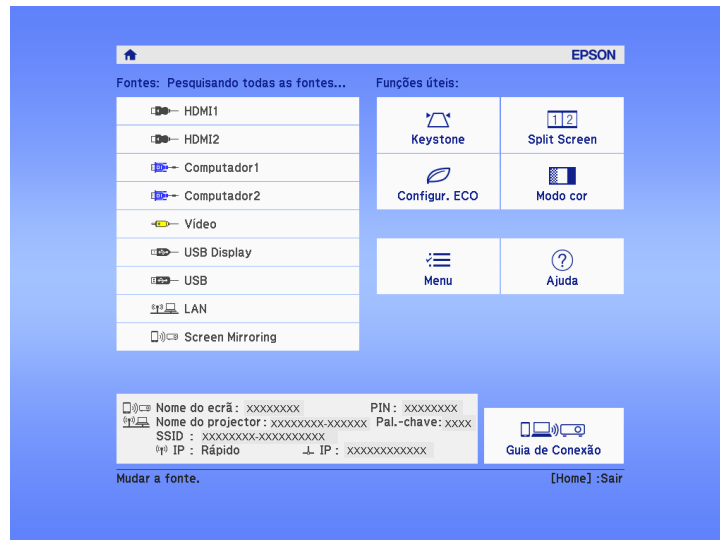 EPSON
Fontes: Pesquisando todas as fontes...
Funções úteis:
HDMI1
HDMI2
Computador1
Computador2
Vídeo
USB Display
USB
LAN
Screen Mirroring
Keystone
1 2
Split Screen
Configur. ECO
Modo cor
Menu
?
Ajuda
Nome do ecrã : XXXXXXXX PIN : XXXXXXXX
Nome do projector : XXXXXXXX-XXXXXX Pal.-chave: XXXX
SSID : XXXXXXXX-XXXXXXXXXX
IP : Rápido IP : XXXXXXXXXXXX
Guia de Conexão
Mudar a fonte. [Home] :Sair